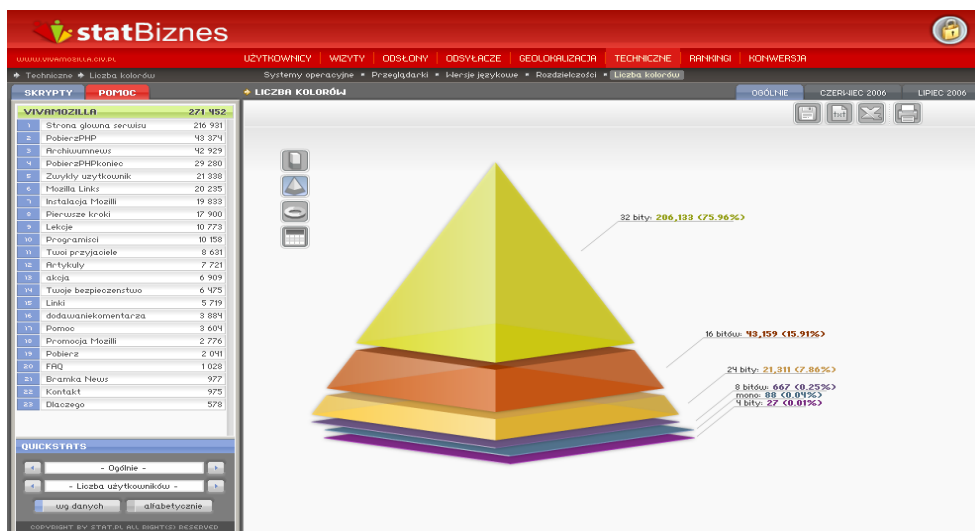 statBiznes
www.vivamozilla.civ.pl
UŻYTKOWNICY WIZYTY ODSŁONY ODSYŁACZE GEOLOKALIZACJA TECHNICZNE RANKINGI KONWERSJA
Techniczne Liczba kolorów
Systemy operacyjne Przeglądarki Wersje językowe Rozdzielczości Liczba kolorów
SKRYPTY POMOC
LICZBA KOLORÓW
OGÓLNIE CZERWIEC 2006 LIPIEC 2006
VIVAMOZILLA 271 452
1 Strona glowna serwisu 216 931
2 PobierzPHP 43 374
3 Archiwumnews 42 929
4 PobierzPHPkoniec 29 280
5 Zwykly uzytkownik 21 338
6 Mozilla Links 20 235
7 Instalacja Mozilli 19 833
8 Pierwsze kroki 17 900
9 Lekcje 10 773
10 Programisci 10 158
11 Twoi przyjaciele 8 631
12 Artykuly 7 721
13 akcja 6 909
14 Twoje bezpieczenstwo 6 475
15 Linki 5 719
16 dodawaniekomentarza 3 884
17 Pomoc 3 604
18 Promocja Mozilli 2 776
19 Pobierz 2 041
20 FAQ 1 028
21 Bramka News 977
22 Kontakt 975
23 Dlaczego 578
txt
32 bity: 206,133 (75.96%)
16 bitów: 43,159 (15.91%)
24 bity: 21,311 (7.86%)
8 bitów: 667 (0.25%)
mono: 88 (0.04%)
4 bity: 27 (0.01%)
QUICKSTATS
- Ogólnie -
- Liczba użytkowników -
wg danych alfabetycznie
COPYRIGHT BY STAT.PL ALL RIGHT(S) RESERVED